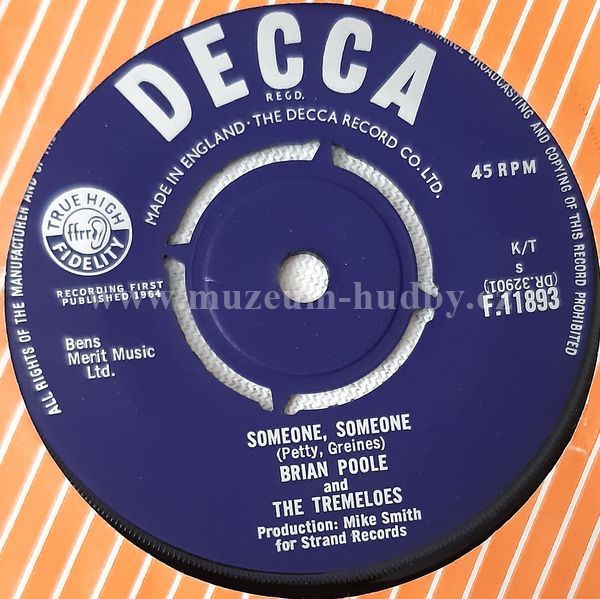 DECCA
REGD.
MADE IN ENGLAND · THE DECCA RECORD CO. LTD.
ALL RIGHTS OF THE MANUFACTURER AND
PERFORMANCE BROADCASTING AND COPYING OF THIS RECORD PROHIBITED
TRUE HIGH
ffrr
FIDELITY
RECORDING FIRST
PUBLISHED 1964
45 RPM
K/T
s
(DR.32901)
F.11893
www.muzeum-hudby.cz
Bens
Merit Music
Ltd.
SOMEONE, SOMEONE
(Petty, Greines)
BRIAN POOLE
and
THE TREMELOES
Production: Mike Smith
for Strand Records